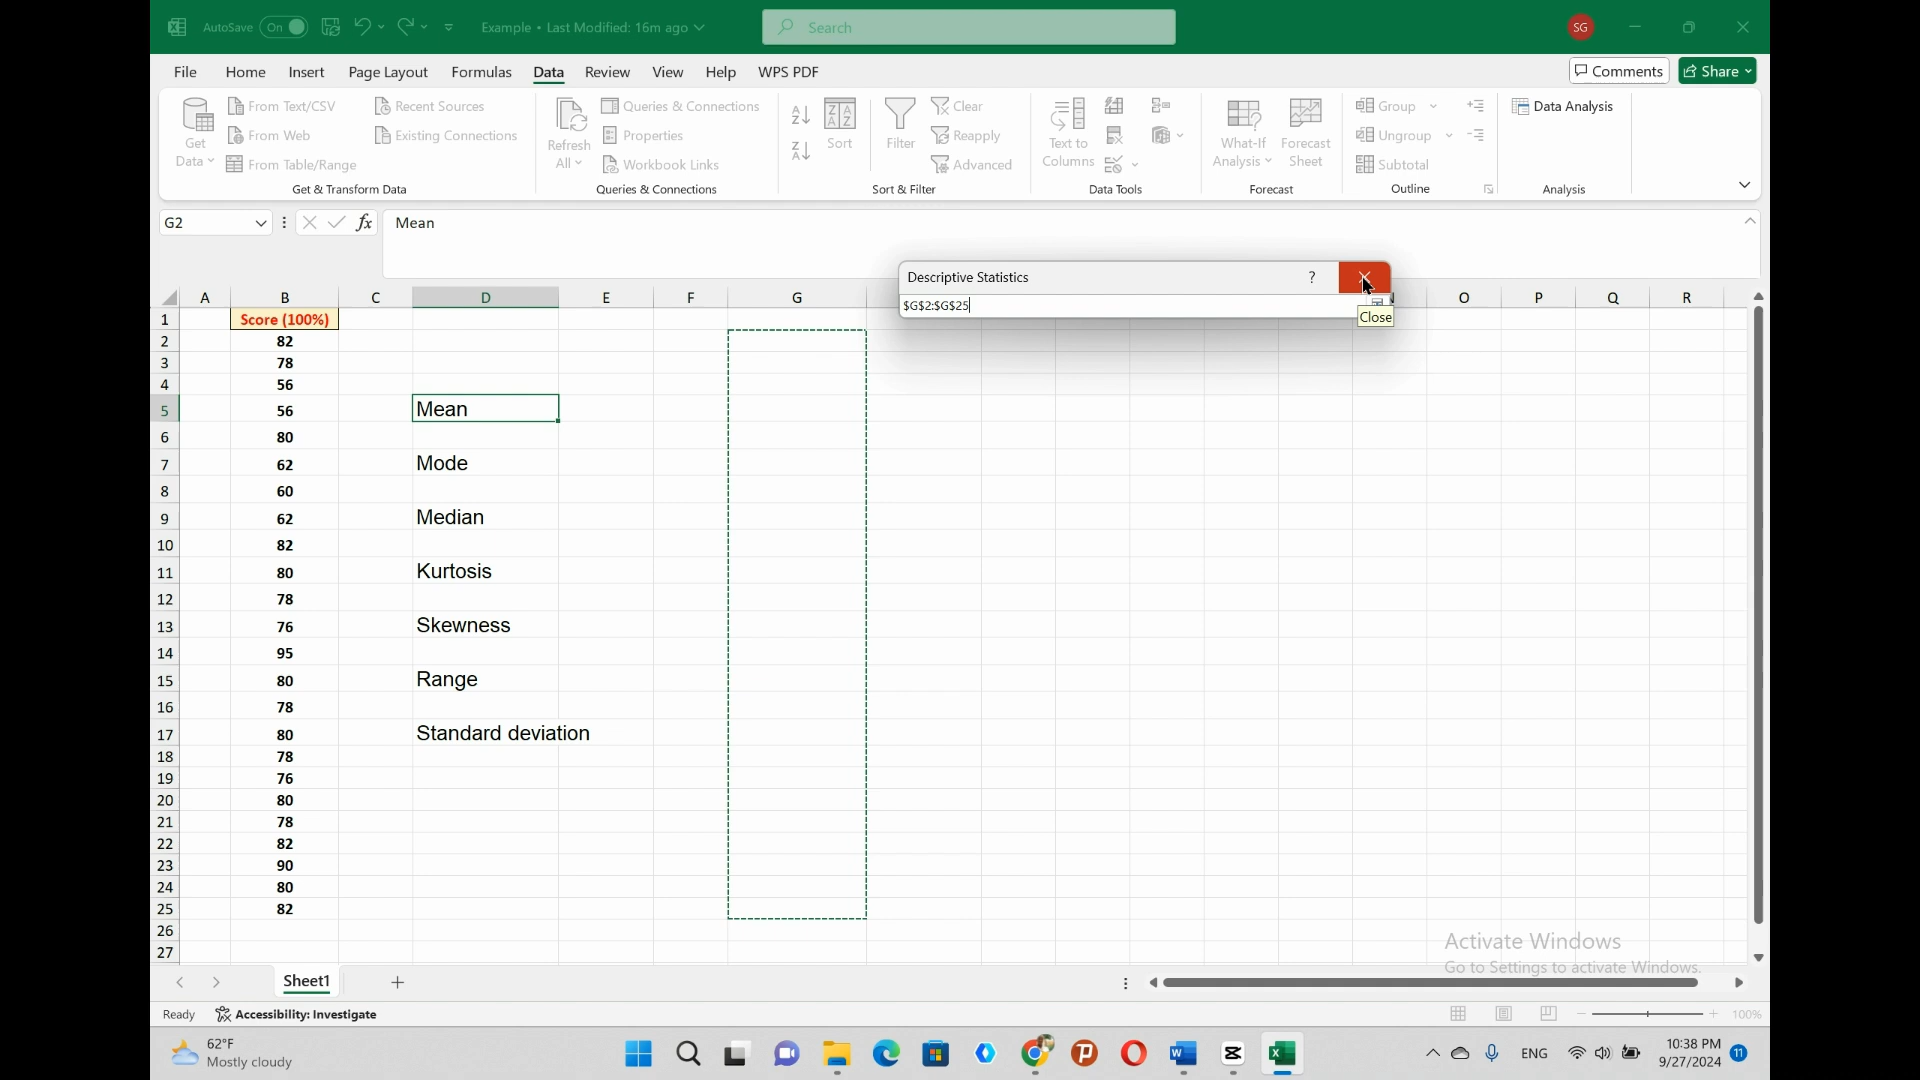 AutoSave On Example • Last Modified: 16m ago Search SG
File Home Insert Page Layout Formulas Data Review View Help WPS PDF Comments Share
Get Data
From Text/CSV
From Web
From Table/Range
Recent Sources
Existing Connections
Get & Transform Data
Refresh All
Queries & Connections
Properties
Workbook Links
Queries & Connections
Sort
Filter
Clear
Reapply
Advanced
Sort & Filter
Text to Columns
Data Tools
What-If Analysis
Forecast Sheet
Forecast
Group
Ungroup
Subtotal
Outline
Data Analysis
Analysis
G2 fx Mean
Descriptive Statistics ?
$G$2:$G$25
Close
A B C D E F G N O P Q R
1 Score (100%)
2 82
3 78
4 56
5 56 Mean
6 80
7 62 Mode
8 60
9 62 Median
10 82
11 80 Kurtosis
12 78
13 76 Skewness
14 95
15 80 Range
16 78
17 80 Standard deviation
18 78
19 76
20 80
21 78
22 82
23 90
24 80
25 82
26
27
Activate Windows
Go to Settings to activate Windows.
Sheet1
Ready Accessibility: Investigate 100%
62°F
Mostly cloudy
ENG
10:38 PM
9/27/2024
11